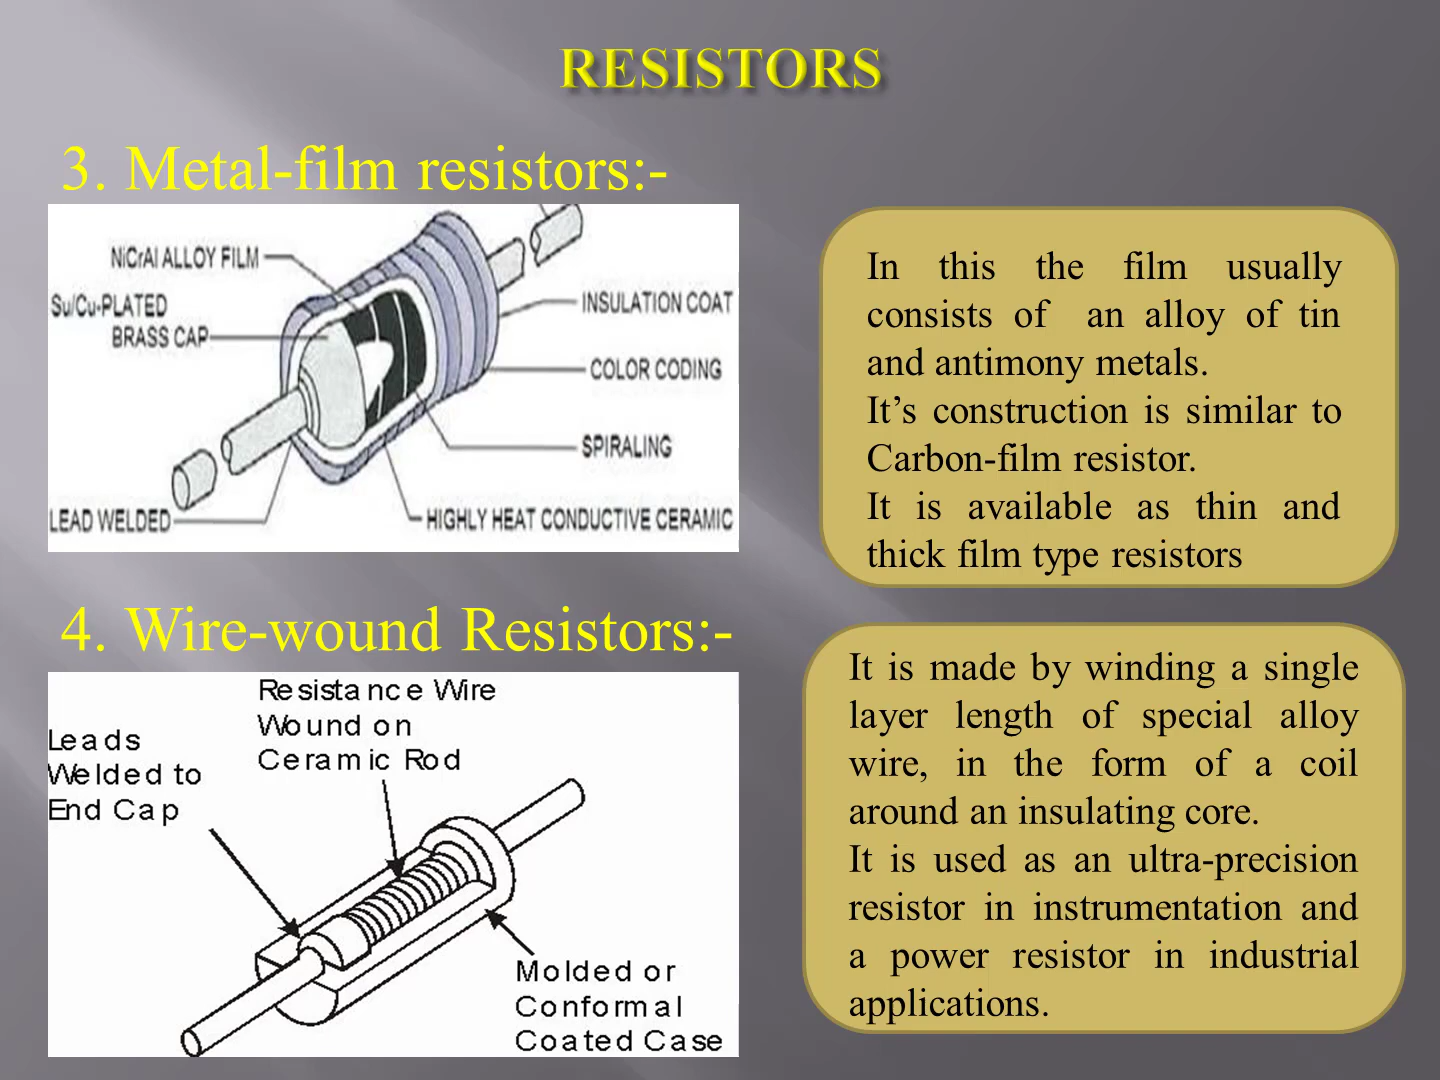 RESISTORS
3. Metal-film resistors:-
NiCrAl ALLOY FILM
Su/Cu-PLATED
BRASS CAP
INSULATION COAT
COLOR CODING
SPIRALING
LEAD WELDED
HIGHLY HEAT CONDUCTIVE CERAMIC
In this the film usually
consists of an alloy of tin
and antimony metals.
It’s construction is similar to
Carbon-film resistor.
It is available as thin and
thick film type resistors
4. Wire-wound Resistors:-
Resistance Wire
Wound on
Ceramic Rod
Leads
Welded to
End Cap
Molded or
Conformal
Coated Case
It is made by winding a single
layer length of special alloy
wire, in the form of a coil
around an insulating core.
It is used as an ultra-precision
resistor in instrumentation and
a power resistor in industrial
applications.